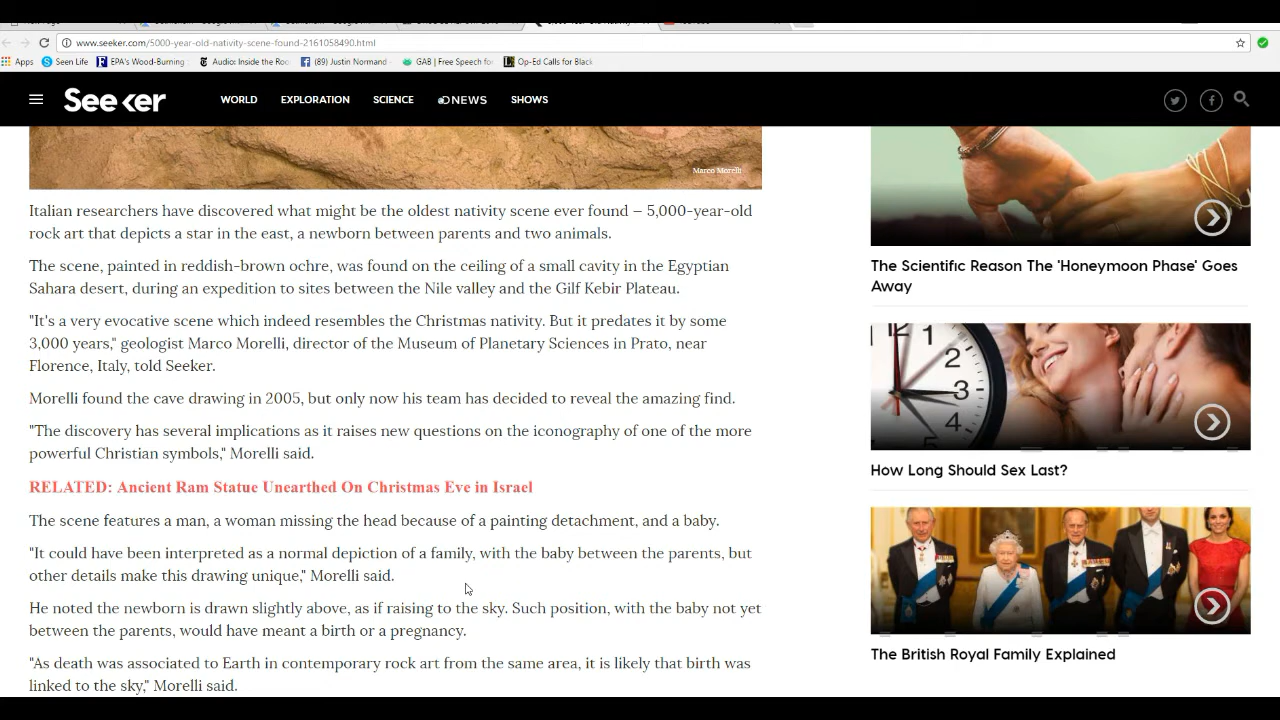 www.seeker.com/5000-year-old-nativity-scene-found-2161058490.html
Apps Seen Life EPA's Wood-Burning Audio: Inside the Roo (89) Justin Normand GAB | Free Speech fo Op-Ed Calls for Black
Seeker WORLD EXPLORATION SCIENCE NEWS SHOWS
Marco Morelli
Italian researchers have discovered what might be the oldest nativity scene ever found — 5,000-year-old
rock art that depicts a star in the east, a newborn between parents and two animals.
The scene, painted in reddish-brown ochre, was found on the ceiling of a small cavity in the Egyptian
Sahara desert, during an expedition to sites between the Nile valley and the Gilf Kebir Plateau.
"It's a very evocative scene which indeed resembles the Christmas nativity. But it predates it by some
3,000 years," geologist Marco Morelli, director of the Museum of Planetary Sciences in Prato, near
Florence, Italy, told Seeker.
Morelli found the cave drawing in 2005, but only now his team has decided to reveal the amazing find.
"The discovery has several implications as it raises new questions on the iconography of one of the more
powerful Christian symbols," Morelli said.
RELATED: Ancient Ram Statue Unearthed On Christmas Eve in Israel
The scene features a man, a woman missing the head because of a painting detachment, and a baby.
"It could have been interpreted as a normal depiction of a family, with the baby between the parents, but
other details make this drawing unique," Morelli said.
He noted the newborn is drawn slightly above, as if raising to the sky. Such position, with the baby not yet
between the parents, would have meant a birth or a pregnancy.
"As death was associated to Earth in contemporary rock art from the same area, it is likely that birth was
linked to the sky," Morelli said.
The Scientific Reason The 'Honeymoon Phase' Goes
Away
1
2
3
4
5
How Long Should Sex Last?
The British Royal Family Explained